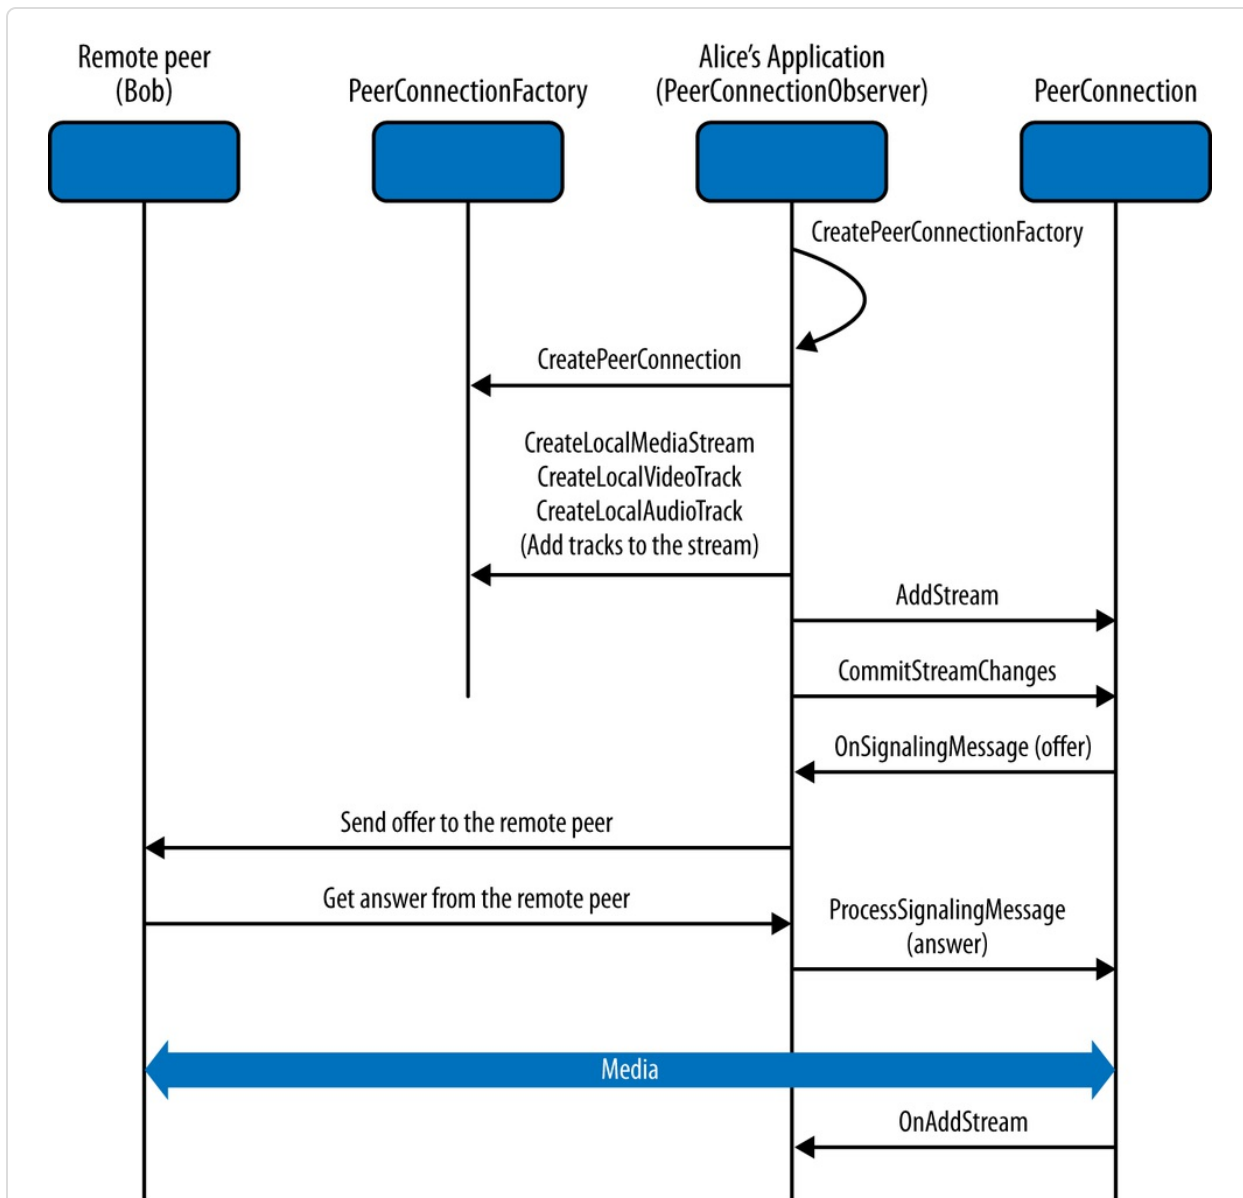 Remote peer
(Bob)
PeerConnectionFactory
Alice's Application
(PeerConnectionObserver)
PeerConnection
CreatePeerConnectionFactory
CreatePeerConnection
CreateLocalMediaStream
CreateLocalVideoTrack
CreateLocalAudioTrack
(Add tracks to the stream)
AddStream
CommitStreamChanges
OnSignalingMessage (offer)
Send offer to the remote peer
Get answer from the remote peer
ProcessSignalingMessage
(answer)
Media
OnAddStream